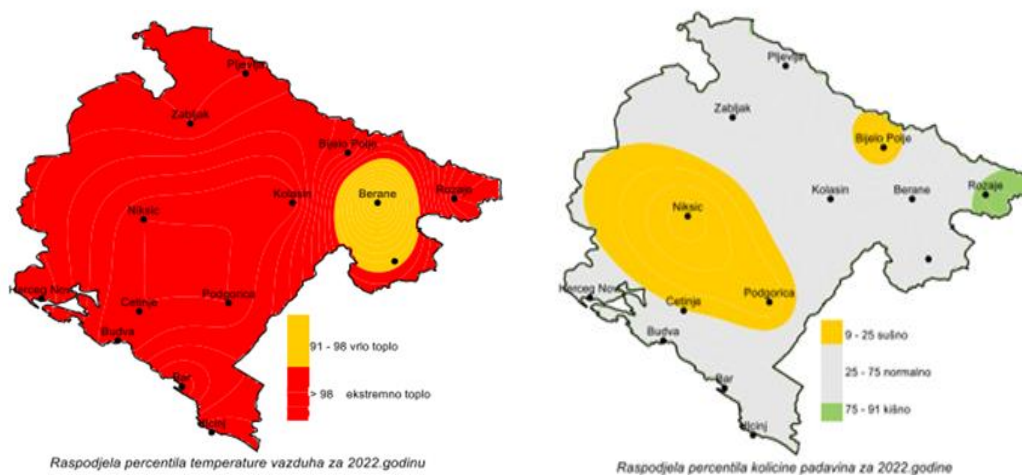 Pljevlja
Zabljak
Bijelo Polje
Kolasin
Berane
Rozaje
Niksic
Herceg Novi
Cetinje
Podgorica
Budva
Bar
Ulcinj
91 - 98 vrlo toplo
> 98 ekstremno toplo
Raspodjela percentila temperature vazduha za 2022.godinu
Pljevlja
Zabljak
Bijelo Polje
Kolasin
Berane
Rozaje
Niksic
Herceg Novi
Cetinje
Podgorica
Budva
Bar
Ulcinj
9 - 25 sušno
25 - 75 normalno
75 - 91 kišno
Raspodjela percentila kolicine padavina za 2022.godine